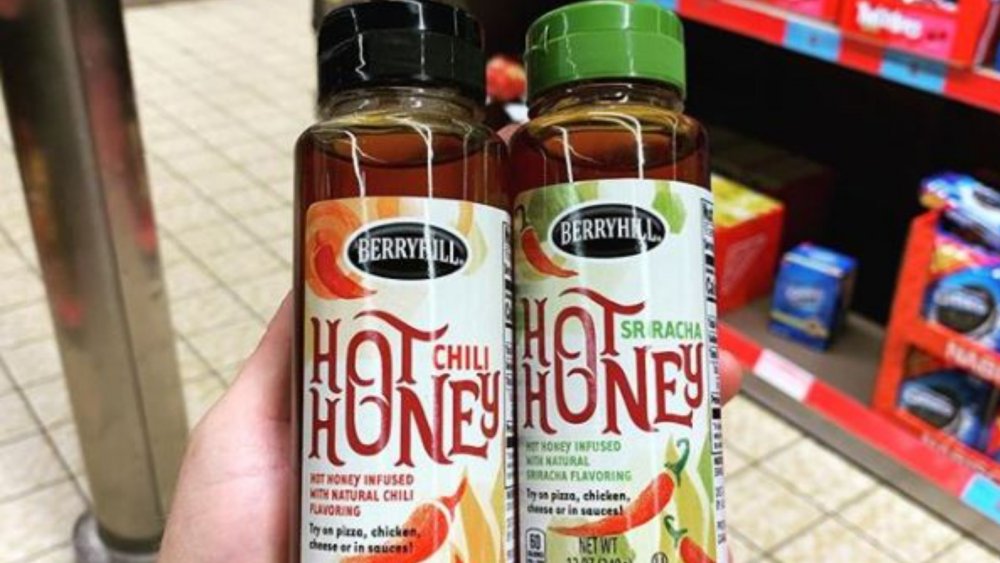 BERRYHILL
HOT CHILI
HONEY
HOT HONEY INFUSED
WITH NATURAL CHILI
FLAVORING
Try on pizza, chicken,
cheese or in sauces!
BERRYHILL
HOT SRIRACHA
HONEY
HOT HONEY INFUSED
WITH NATURAL
SRIRACHA FLAVORING
Try on pizza, chicken,
cheese or in sauces!
60
NET WT